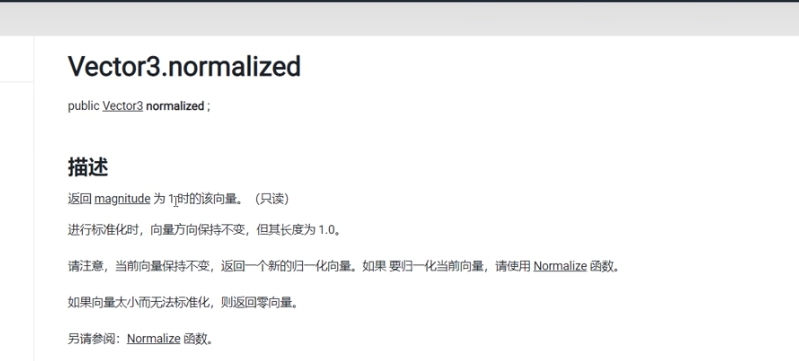 Vector3.normalized
public Vector3 normalized ;
描述
返回 magnitude 为 1 时的该向量。（只读）
进行标准化时，向量方向保持不变，但其长度为 1.0。
请注意，当前向量保持不变，返回一个新的归一化向量。如果 要归一化当前向量，请使用 Normalize 函数。
如果向量太小而无法标准化，则返回零向量。
另请参阅：Normalize 函数。